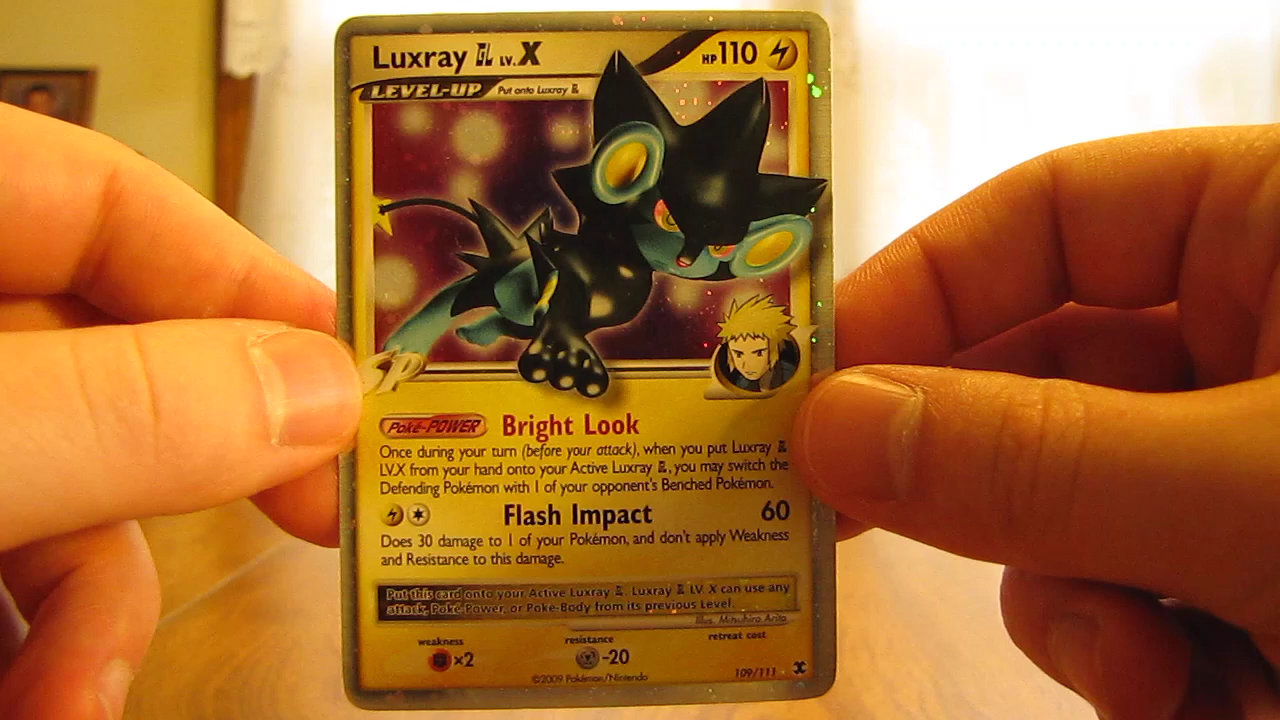 Luxray GL LV.X HP 110
LEVEL-UP Put onto Luxray GL
SP
Poké-POWER Bright Look
Once during your turn (before your attack), when you put Luxray GL
LV.X from your hand onto your Active Luxray GL, you may switch the
Defending Pokémon with 1 of your opponent's Benched Pokémon.
Flash Impact 60
Does 30 damage to 1 of your Pokémon, and don't apply Weakness
and Resistance to this damage.
Put this card onto your Active Luxray GL. Luxray GL LV. X can use any
attack, Poké-Power, or Poké-Body from its previous Level.
Illus. Mitsuhiro Arita
weakness resistance retreat cost
×2 -20
©2009 Pokémon/Nintendo 109/111